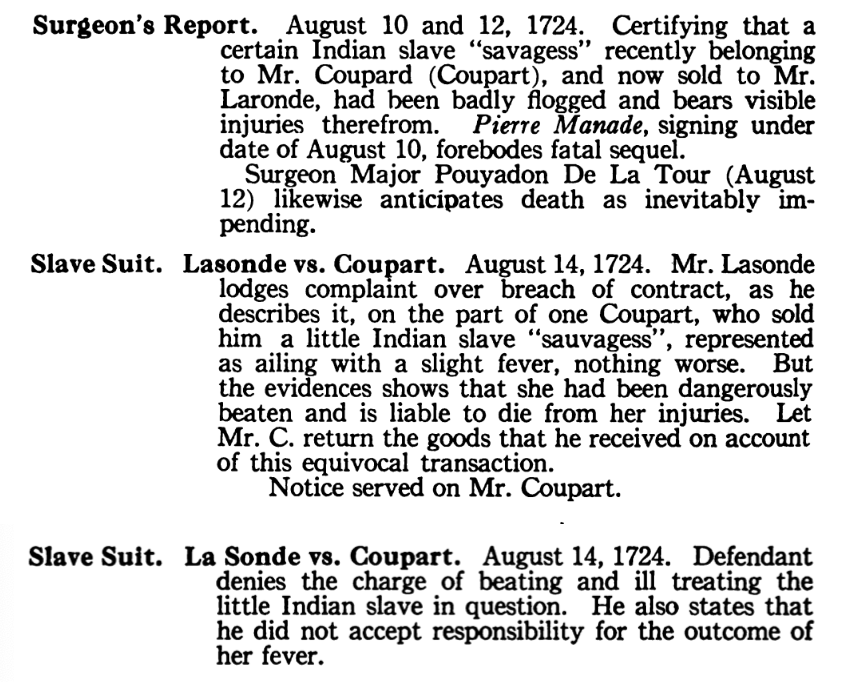 Surgeon's Report. August 10 and 12, 1724. Certifying that a
certain Indian slave "savagess" recently belonging
to Mr. Coupard (Coupart), and now sold to Mr.
Laronde, had been badly flogged and bears visible
injuries therefrom. Pierre Manade, signing under
date of August 10, forebodes fatal sequel.
Surgeon Major Pouyadon De La Tour (August
12) likewise anticipates death as inevitably im-
pending.
Slave Suit. Lasonde vs. Coupart. August 14, 1724. Mr. Lasonde
lodges complaint over breach of contract, as he
describes it, on the part of one Coupart, who sold
him a little Indian slave "sauvagess", represented
as ailing with a slight fever, nothing worse. But
the evidences shows that she had been dangerously
beaten and is liable to die from her injuries. Let
Mr. C. return the goods that he received on account
of this equivocal transaction.
Notice served on Mr. Coupart.
Slave Suit. La Sonde vs. Coupart. August 14, 1724. Defendant
denies the charge of beating and ill treating the
little Indian slave in question. He also states that
he did not accept responsibility for the outcome of
her fever.